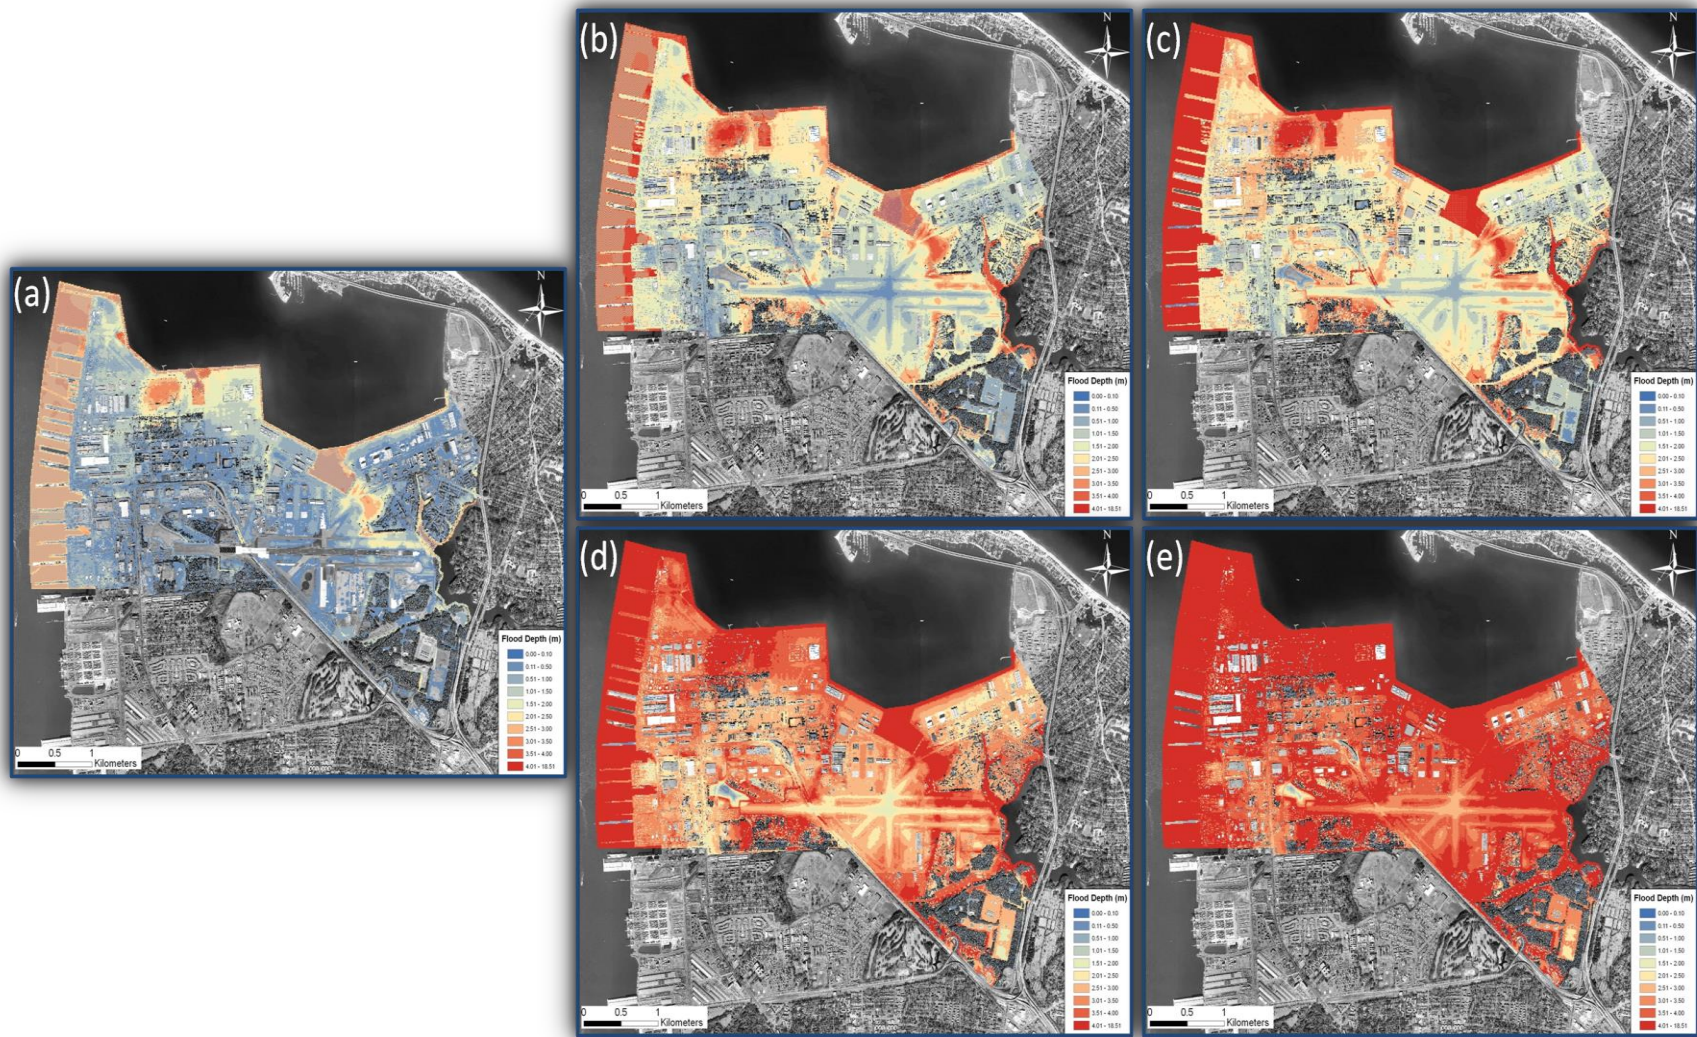 (a)
N
Flood Depth (m)
0.00 - 0.10
0.11 - 0.50
0.51 - 1.00
1.01 - 1.50
1.51 - 2.00
2.01 - 2.50
2.51 - 3.00
3.01 - 3.50
3.51 - 4.00
4.01 - 18.51
0 0.5 1
Kilometers
(b)
N
Flood Depth (m)
0.00 - 0.10
0.11 - 0.50
0.51 - 1.00
1.01 - 1.50
1.51 - 2.00
2.01 - 2.50
2.51 - 3.00
3.01 - 3.50
3.51 - 4.00
4.01 - 18.51
0 0.5 1
Kilometers
(c)
N
Flood Depth (m)
0.00 - 0.10
0.11 - 0.50
0.51 - 1.00
1.01 - 1.50
1.51 - 2.00
2.01 - 2.50
2.51 - 3.00
3.01 - 3.50
3.51 - 4.00
4.01 - 18.51
0 0.5 1
Kilometers
(d)
N
Flood Depth (m)
0.00 - 0.10
0.11 - 0.50
0.51 - 1.00
1.01 - 1.50
1.51 - 2.00
2.01 - 2.50
2.51 - 3.00
3.01 - 3.50
3.51 - 4.00
4.01 - 18.51
0 0.5 1
Kilometers
(e)
N
Flood Depth (m)
0.00 - 0.10
0.11 - 0.50
0.51 - 1.00
1.01 - 1.50
1.51 - 2.00
2.01 - 2.50
2.51 - 3.00
3.01 - 3.50
3.51 - 4.00
4.01 - 18.51
0 0.5 1
Kilometers